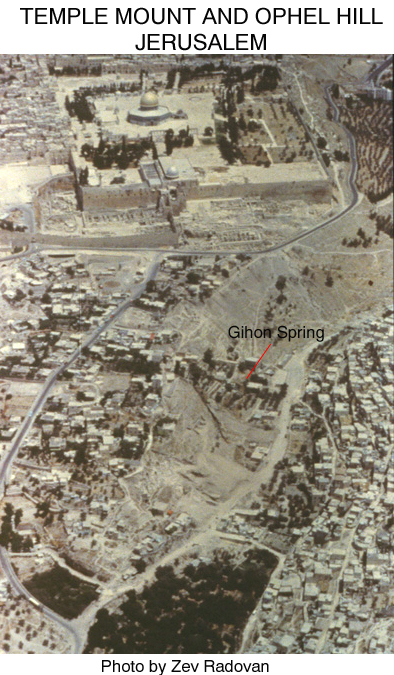 TEMPLE MOUNT AND OPHEL HILL
JERUSALEM
Gihon Spring
Photo by Zev Radovan